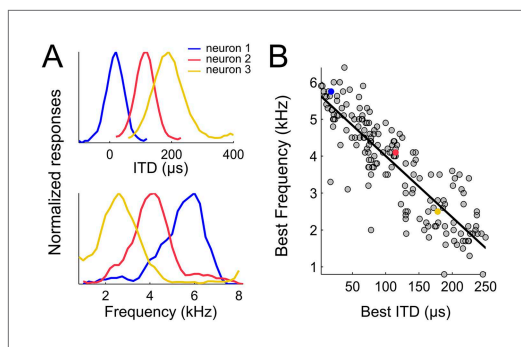 A
neuron 1
neuron 2
neuron 3
0 200 400
ITD (µs)
Normalized responses
2 4 6 8
Frequency (kHz)
B
6
5
4
3
2
1
Best Frequency (kHz)
50 100 150 200 250
Best ITD (µs)